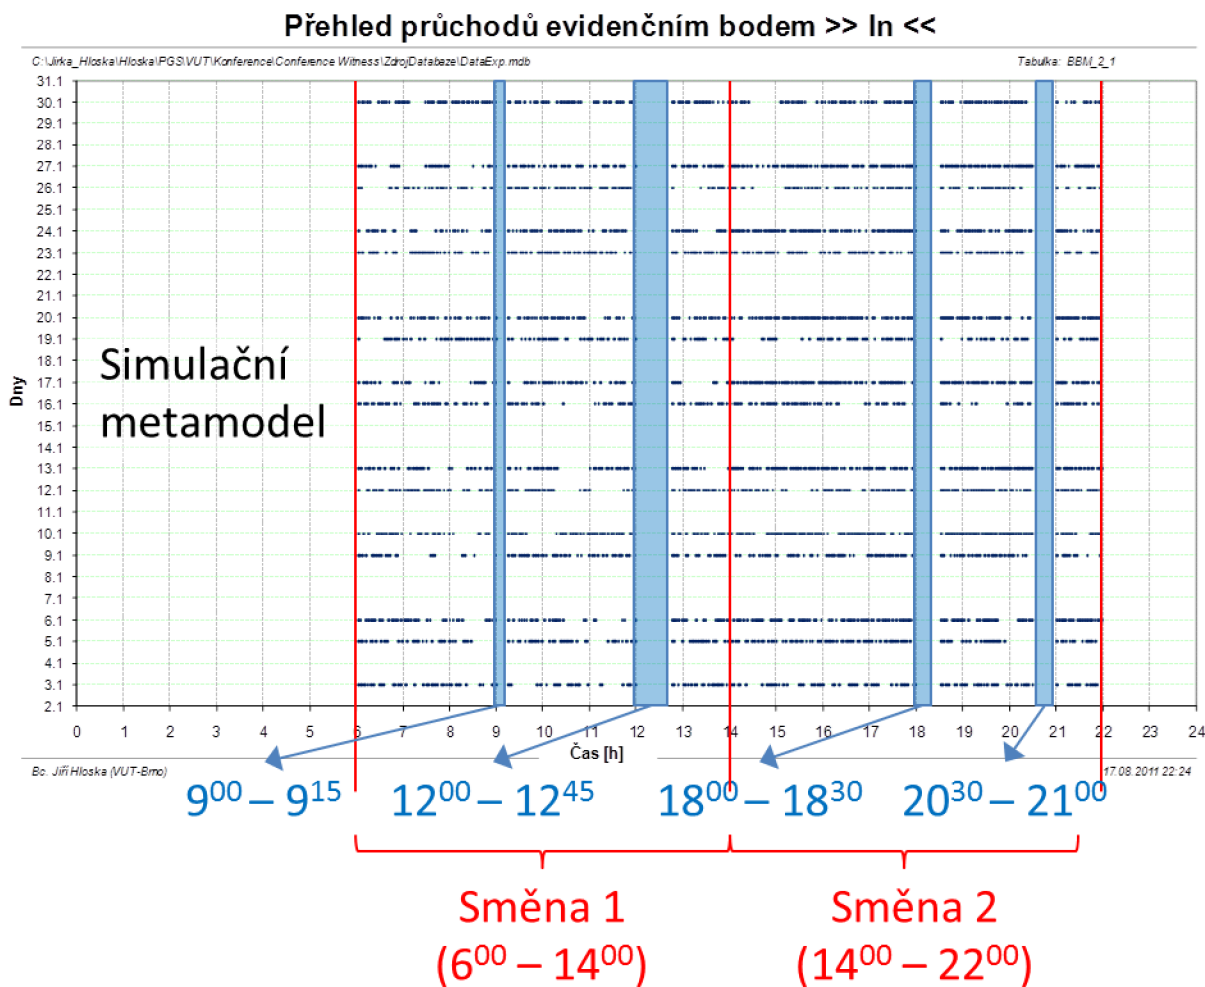 Přehled průchodů evidenčním bodem >> In <<
C:\Jirka_Hloska\Hloska\PGS\VUT\Konference\Conference Witness\ZdrojDatabaze\DataExp.mdb
Tabulka: BBM_2_1
31.1
30.1
29.1
28.1
27.1
26.1
25.1
24.1
23.1
22.1
21.1
20.1
19.1
18.1
17.1
16.1
15.1
14.1
13.1
12.1
11.1
10.1
9.1
8.1
7.1
6.1
5.1
4.1
3.1
2.1
Dny
Simulační
metamodel
0 1 2 3 4 5 6 7 8 9 10 11 12 13 14 15 16 17 18 19 20 21 22 23 24
Čas [h]
Bc. Jiří Hloska (VUT-Brno)
17.08.2011 22:24
9⁰⁰ – 9¹⁵ 12⁰⁰ – 12⁴⁵ 18⁰⁰ – 18³⁰ 20³⁰ – 21⁰⁰
Směna 1
(6⁰⁰ – 14⁰⁰)
Směna 2
(14⁰⁰ – 22⁰⁰)